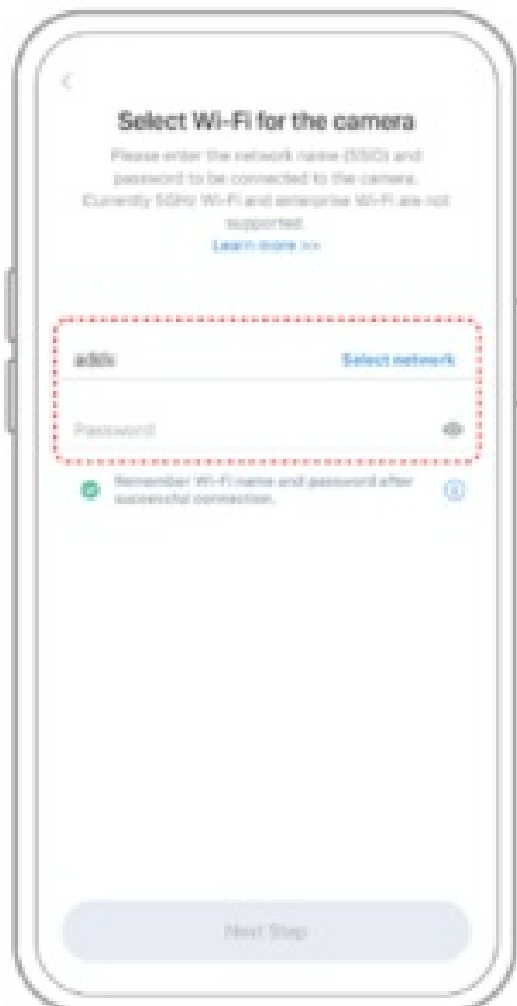 Select Wi-Fi for the camera
Please enter the network name (SSID) and
password to be connected to the camera.
Currently 5GHz Wi-Fi and enterprise Wi-Fi are not
supported.
Learn more >>
Select network
Password
Remember Wi-Fi name and password after
successful connection.
Next Step